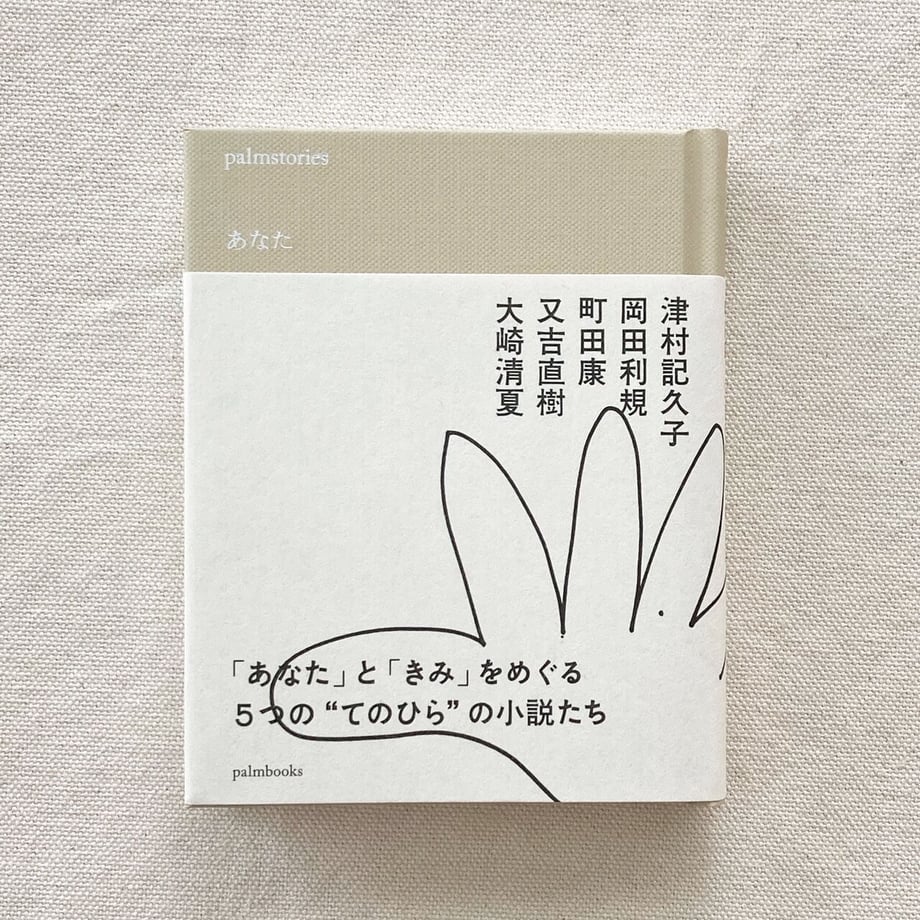 palmstories
あなた
津村記久子
岡田利規
町田康
又吉直樹
大崎清夏
「あなた」と「きみ」をめぐる
5つの“てのひら”の小説たち
palmbooks